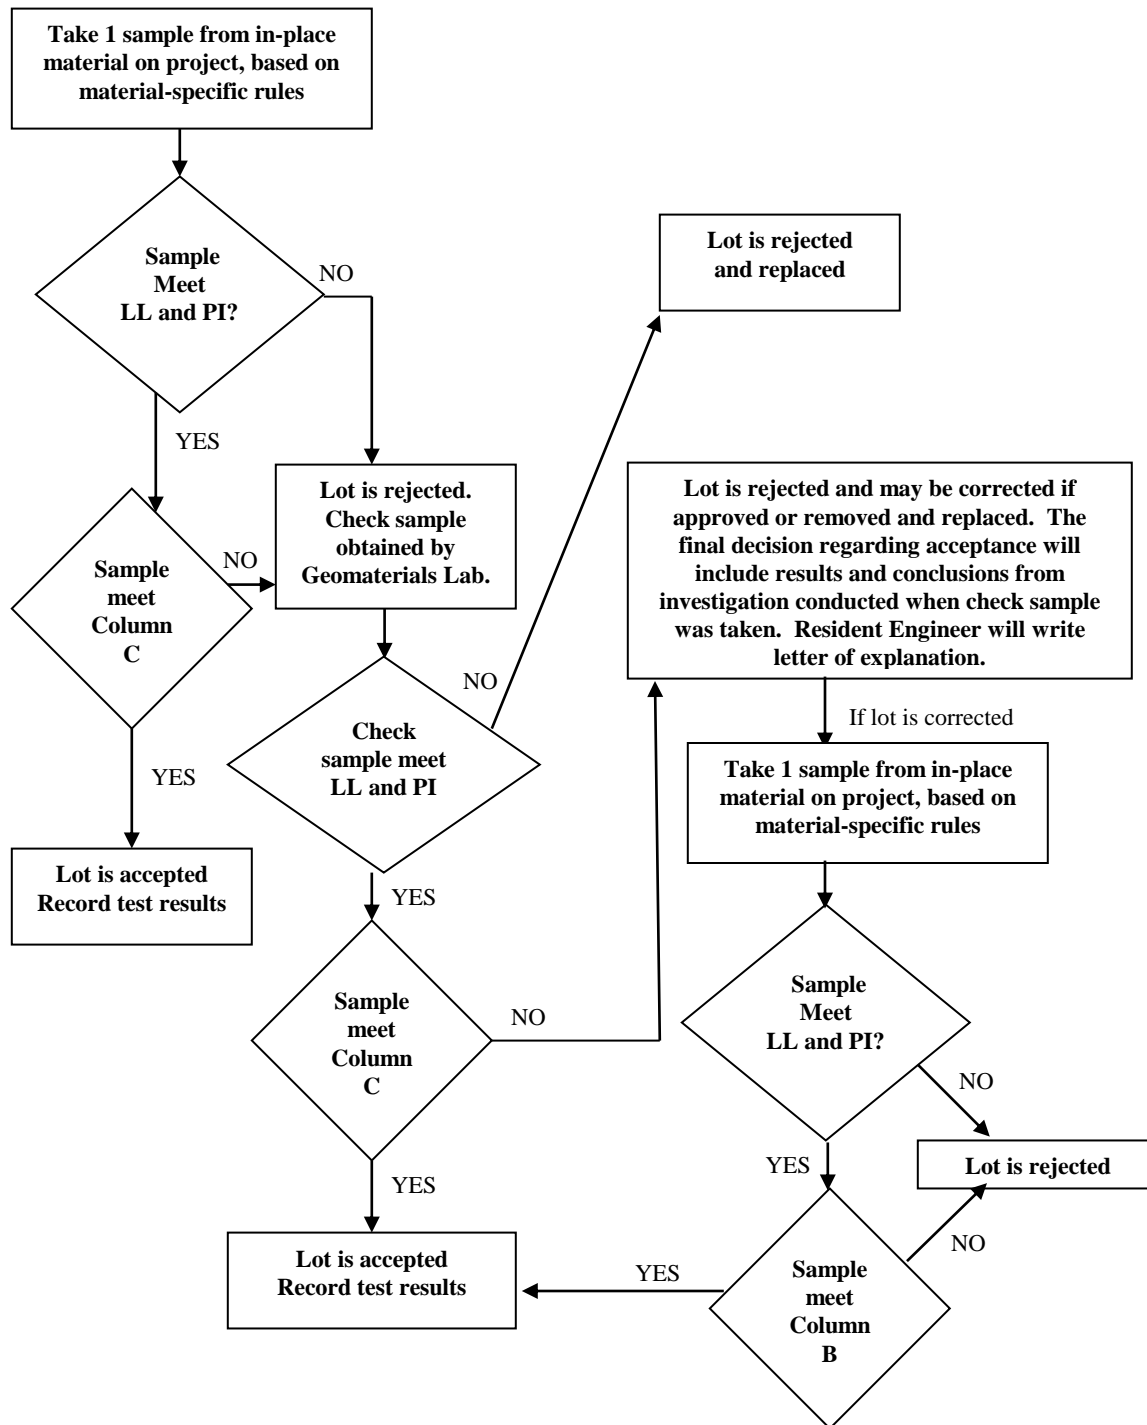 Take 1 sample from in-place
material on project, based on
material-specific rules
Sample
Meet
LL and PI?
NO
YES
Lot is rejected
and replaced
Sample
meet
Column
C
NO
YES
Lot is rejected.
Check sample
obtained by
Geomaterials Lab.
Lot is accepted
Record test results
Check
sample meet
LL and PI
NO
YES
Lot is rejected and may be corrected if
approved or removed and replaced.  The
final decision regarding acceptance will
include results and conclusions from
investigation conducted when check sample
was taken.  Resident Engineer will write
letter of explanation.
If lot is corrected
Sample
meet
Column
C
NO
YES
Take 1 sample from in-place
material on project, based on
material-specific rules
Sample
Meet
LL and PI?
NO
YES
Lot is rejected
Lot is accepted
Record test results
YES
Sample
meet
Column
B
NO